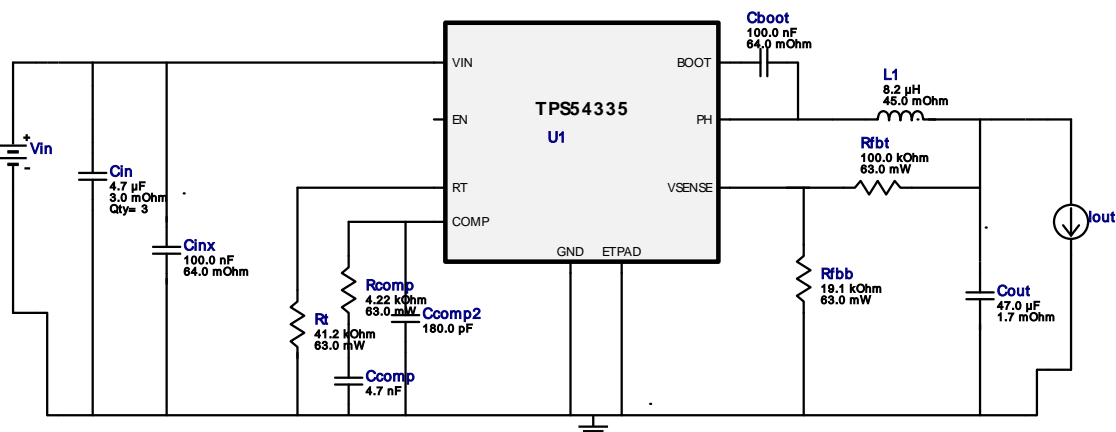 Cboot
100.0 nF
64.0 mOhm
VIN
BOOT
L1
8.2 µH
45.0 mOhm
TPS54335
U1
EN
PH
+
Vin
-
Rfbt
100.0 kOhm
63.0 mW
Cin
4.7 µF
3.0 mOhm
Qty= 3
RT
VSENSE
Iout
COMP
Cinx
100.0 nF
64.0 mOhm
GND ETPAD
Rfbb
19.1 kOhm
63.0 mW
Rcomp
4.22 kOhm
63.0 mW
Cout
47.0 µF
1.7 mOhm
Ccomp2
180.0 pF
Rt
41.2 kOhm
63.0 mW
Ccomp
4.7 nF